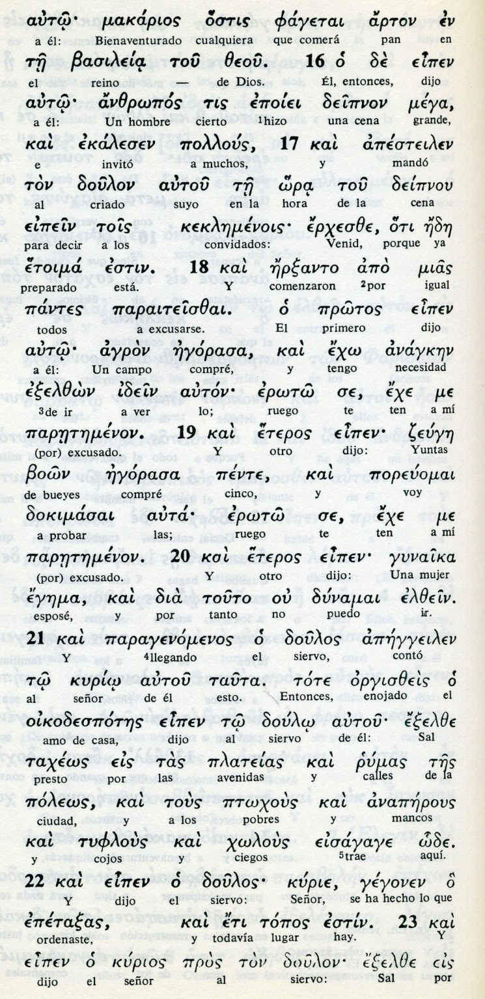 αὐτῷ· μακάριος ὅστις φάγεται ἄρτον ἐν
a él: Bienaventurado cualquiera que comerá pan en
τῇ βασιλείᾳ τοῦ θεοῦ. 16 ὁ δὲ εἶπεν
el reino — de Dios. Él, entonces, dijo
αὐτῷ· ἄνθρωπός τις ἐποίει δεῖπνον μέγα,
a él: Un hombre cierto 1hizo una cena grande,
καὶ ἐκάλεσεν πολλούς, 17 καὶ ἀπέστειλεν
e invitó a muchos, y mandó
τὸν δοῦλον αὐτοῦ τῇ ὥρᾳ τοῦ δείπνου
al criado suyo en la hora de la cena
εἰπεῖν τοῖς κεκλημένοις· ἔρχεσθε, ὅτι ἤδη
para decir a los convidados: Venid, porque ya
ἕτοιμά ἐστιν. 18 καὶ ἤρξαντο ἀπὸ μιᾶς
preparado está. Y comenzaron 2por igual
πάντες παραιτεῖσθαι. ὁ πρῶτος εἶπεν
todos a excusarse. El primero dijo
αὐτῷ· ἀγρὸν ἠγόρασα, καὶ ἔχω ἀνάγκην
a él: Un campo compré, y tengo necesidad
ἐξελθὼν ἰδεῖν αὐτόν· ἐρωτῶ σε, ἔχε με
3de ir a ver lo; ruego te ten a mí
παρῃτημένον. 19 καὶ ἕτερος εἶπεν· ζεύγη
(por) excusado. Y otro dijo: Yuntas
βοῶν ἠγόρασα πέντε, καὶ πορεύομαι
de bueyes compré cinco, y voy
δοκιμάσαι αὐτά· ἐρωτῶ σε, ἔχε με
a probar las; ruego te ten a mí
παρῃτημένον. 20 καὶ ἕτερος εἶπεν· γυναῖκα
(por) excusado. Y otro dijo: Una mujer
ἔγημα, καὶ διὰ τοῦτο οὐ δύναμαι ἐλθεῖν.
esposé, y por tanto no puedo ir.
21 καὶ παραγενόμενος ὁ δοῦλος ἀπήγγειλεν
Y 4llegando el siervo, contó
τῷ κυρίῳ αὐτοῦ ταῦτα. τότε ὀργισθεὶς ὁ
al señor de él esto. Entonces, enojado el
οἰκοδεσπότης εἶπεν τῷ δούλῳ αὐτοῦ· ἔξελθε
amo de casa, dijo al siervo de él: Sal
ταχέως εἰς τὰς πλατείας καὶ ῥύμας τῆς
presto por las avenidas y calles de la
πόλεως, καὶ τοὺς πτωχοὺς καὶ ἀναπήρους
ciudad, y a los pobres y mancos
καὶ τυφλοὺς καὶ χωλοὺς εἰσάγαγε ὧδε.
y cojos y ciegos 5trae aquí.
22 καὶ εἶπεν ὁ δοῦλος· κύριε, γέγονεν ὃ
Y dijo el siervo: Señor, se ha hecho lo que
ἐπέταξας, καὶ ἔτι τόπος ἐστίν. 23 καὶ
ordenaste, y todavía lugar hay. Y
εἶπεν ὁ κύριος πρὸς τὸν δοῦλον· ἔξελθε εἰς
dijo el señor al siervo: Sal por